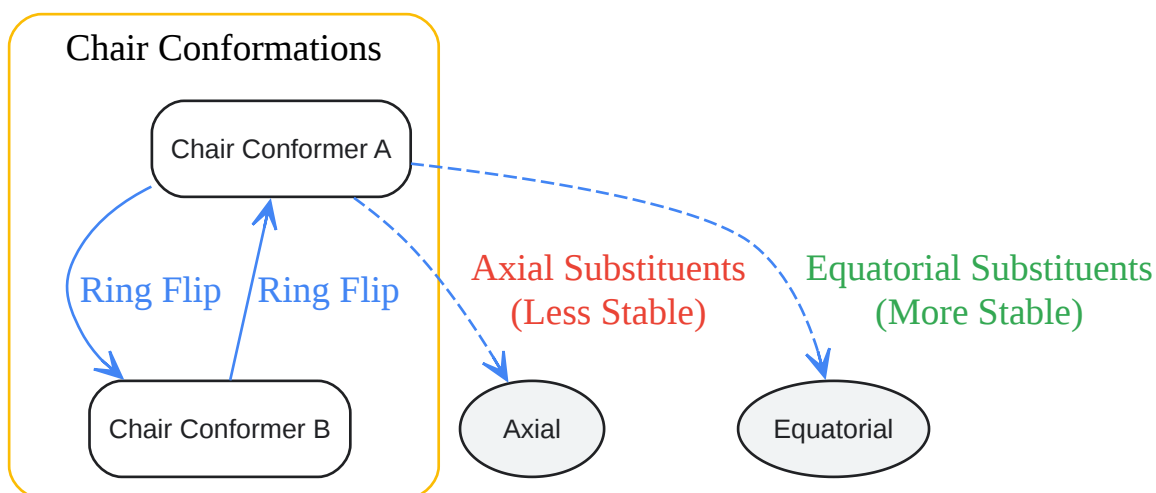 Chair Conformations
Chair Conformer A
Ring Flip
Ring Flip
Axial Substituents
(Less Stable)
Equatorial Substituents
(More Stable)
Chair Conformer B
Axial
Equatorial